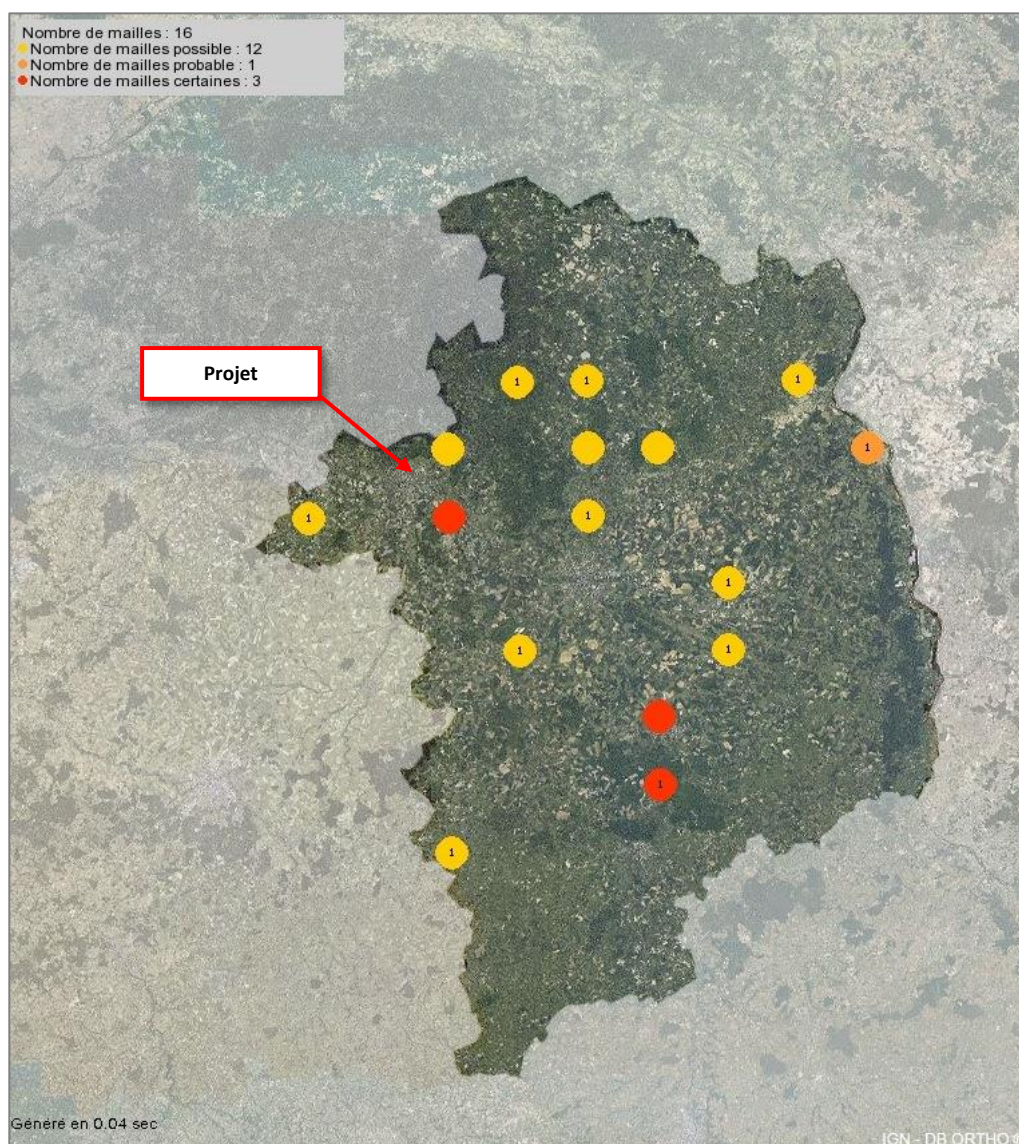 Nombre de mailles : 16
Nombre de mailles possible : 12
Nombre de mailles probable : 1
Nombre de mailles certaines : 3
Projet
1
1
1
1
1
1
1
1
1
1
1
Généré en 0.04 sec
IGN - DB ORTHO